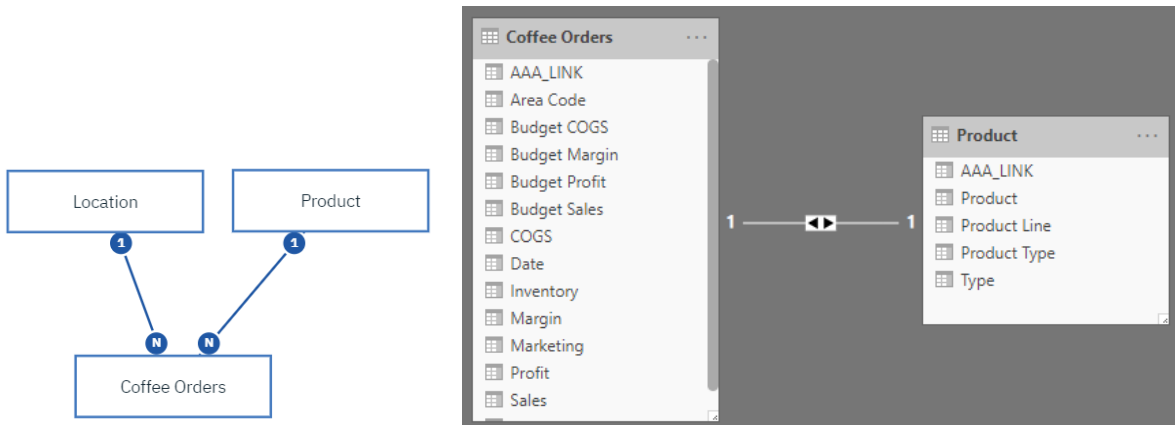 Location
Product
1
1
N
N
Coffee Orders
Coffee Orders
AAA_LINK
Area Code
Budget COGS
Budget Margin
Budget Profit
Budget Sales
COGS
Date
Inventory
Margin
Marketing
Profit
Sales
1
1
Product
AAA_LINK
Product
Product Line
Product Type
Type